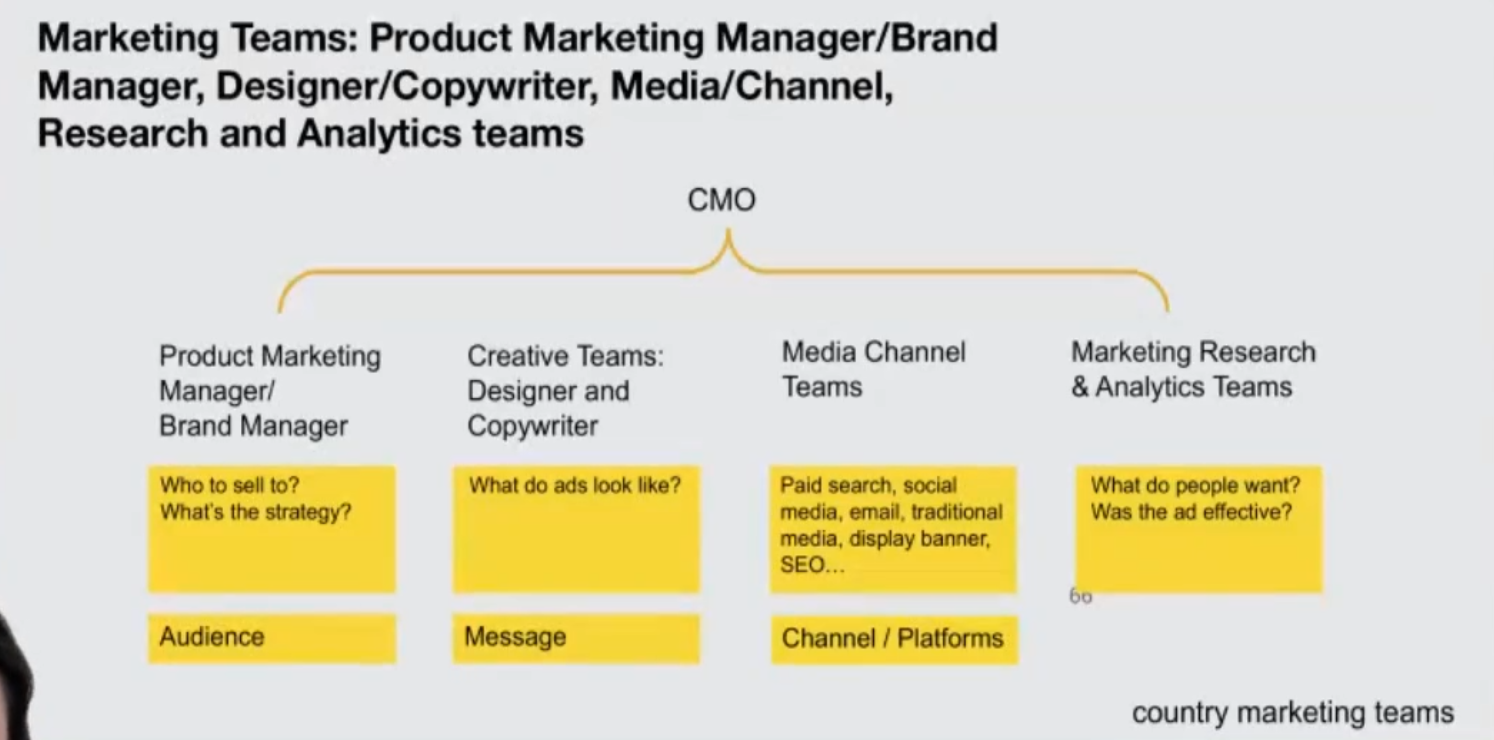 Marketing Teams: Product Marketing Manager/Brand
Manager, Designer/Copywriter, Media/Channel,
Research and Analytics teams
CMO
Product Marketing
Manager/
Brand Manager
Creative Teams:
Designer and
Copywriter
Media Channel
Teams
Marketing Research
& Analytics Teams
Who to sell to?
What's the strategy?
What do ads look like?
Paid search, social
media, email, traditional
media, display banner,
SEO...
What do people want?
Was the ad effective?
66
Audience
Message
Channel / Platforms
country marketing teams